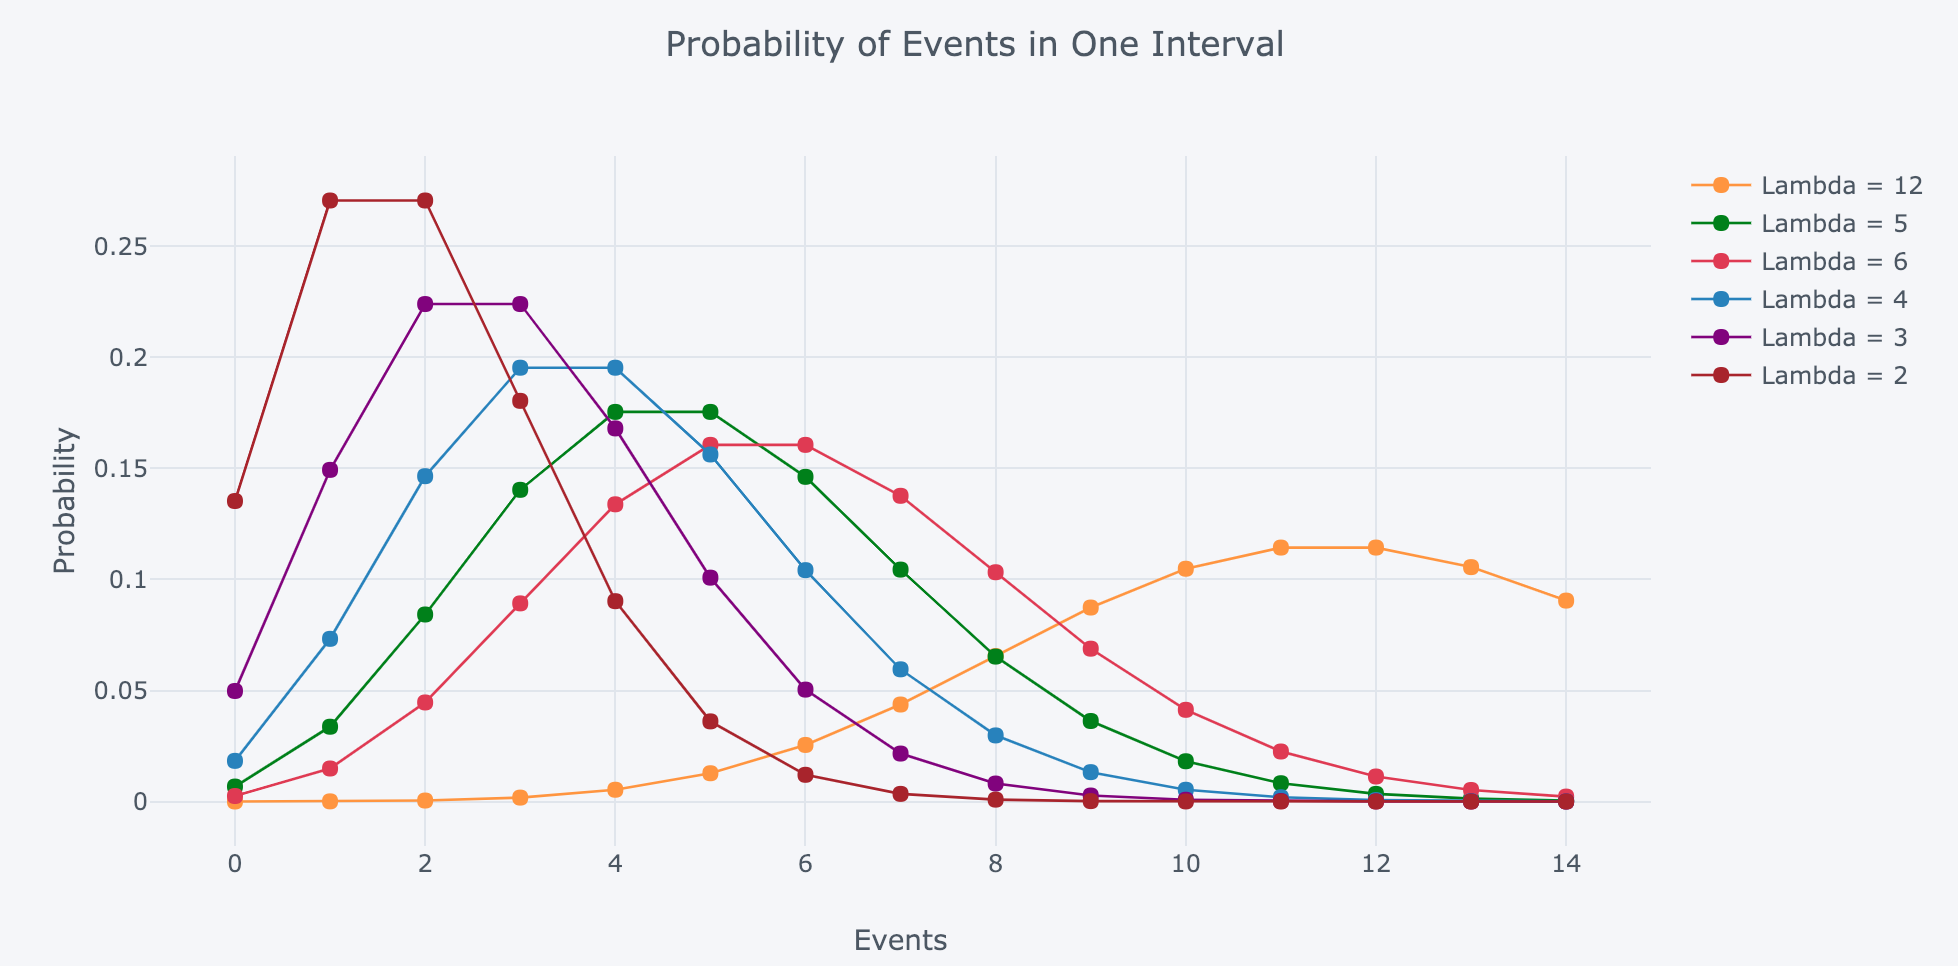 Probability of Events in One Interval
Lambda = 12
Lambda = 5
Lambda = 6
Lambda = 4
Lambda = 3
Lambda = 2
Probability
0.25
0.2
0.15
0.1
0.05
0
0 2 4 6 8 10 12 14
Events